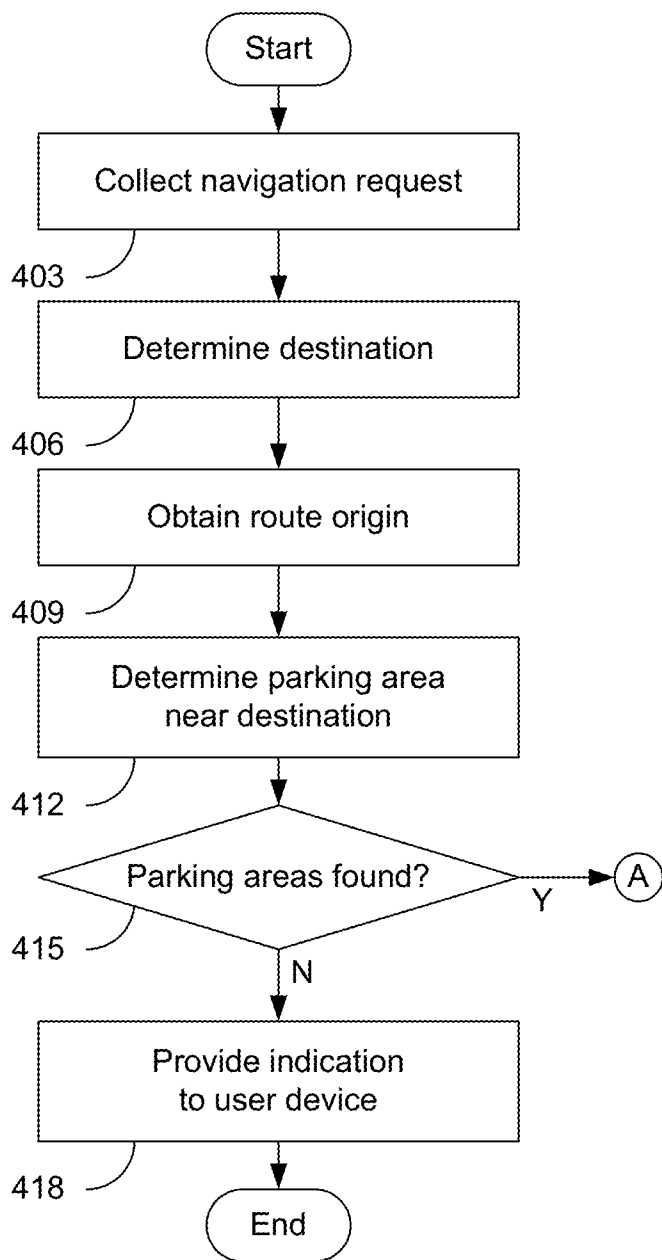 Start
Collect navigation request
403
Determine destination
406
Obtain route origin
409
Determine parking area
near destination
412
Parking areas found?
A
Y
415
N
Provide indication
to user device
418
End